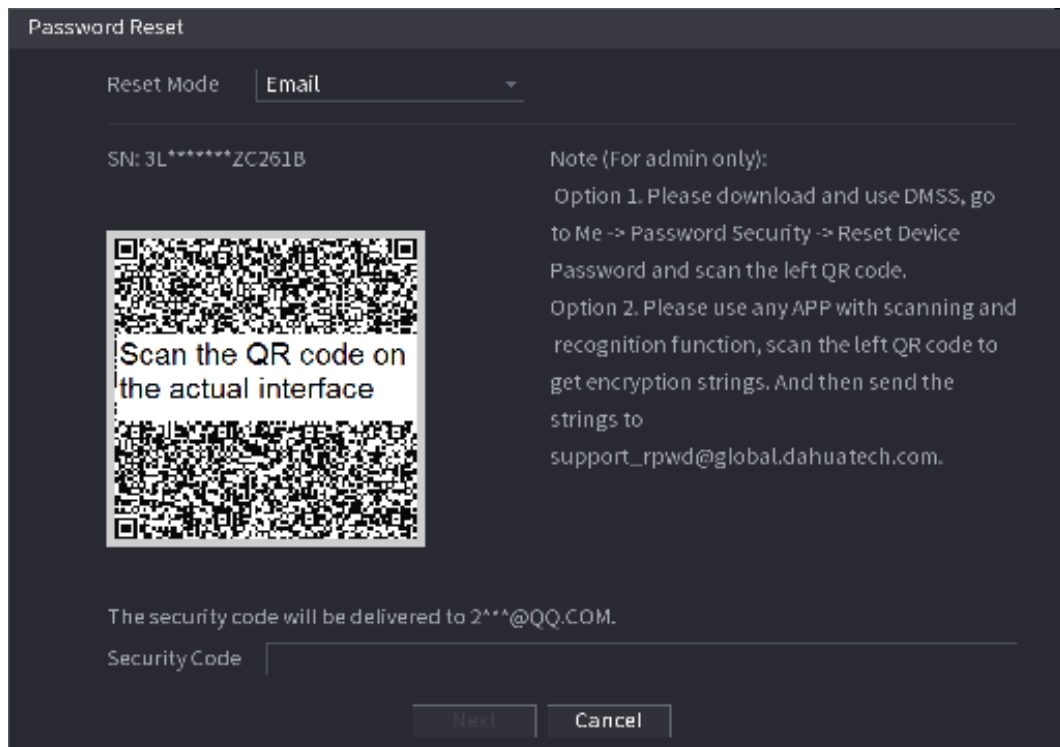 Password Reset
Reset Mode Email
SN: 3L*******ZC261B
Note (For admin only):
Option 1. Please download and use DMSS, go
to Me -> Password Security -> Reset Device
Password and scan the left QR code.
Option 2. Please use any APP with scanning and
recognition function, scan the left QR code to
get encryption strings. And then send the
strings to
support_rpwd@global.dahuatech.com.
Scan the QR code on
the actual interface
The security code will be delivered to 2***@QQ.COM.
Security Code
Next Cancel